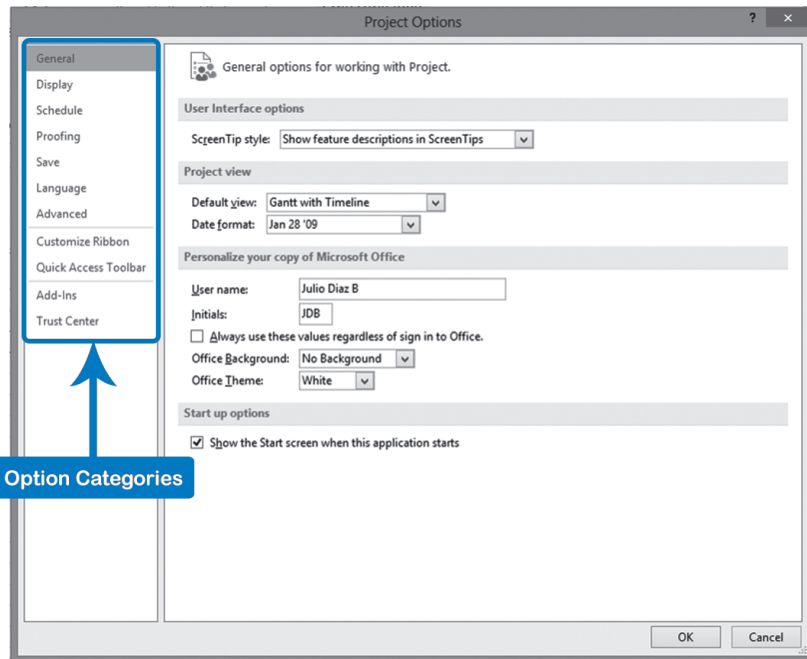 Project Options
?
General
Display
Schedule
Proofing
Save
Language
Advanced
Customize Ribbon
Quick Access Toolbar
Add-Ins
Trust Center
Option Categories
General options for working with Project.
User Interface options
ScreenTip style: Show feature descriptions in ScreenTips
Project view
Default view: Gantt with Timeline
Date format: Jan 28 '09
Personalize your copy of Microsoft Office
User name: Julio Diaz B
Initials: JDB
Always use these values regardless of sign in to Office.
Office Background: No Background
Office Theme: White
Start up options
Show the Start screen when this application starts
OK Cancel